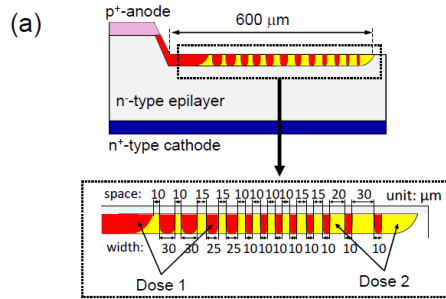 (a)
p⁺-anode
600 μm
n⁻-type epilayer
n⁺-type cathode
space: 10 10 15 15 10 10 10 10 15 15 20 30 unit: μm
width: 30 30 25 25 10 10 10 10 10 10 10
Dose 1 Dose 2